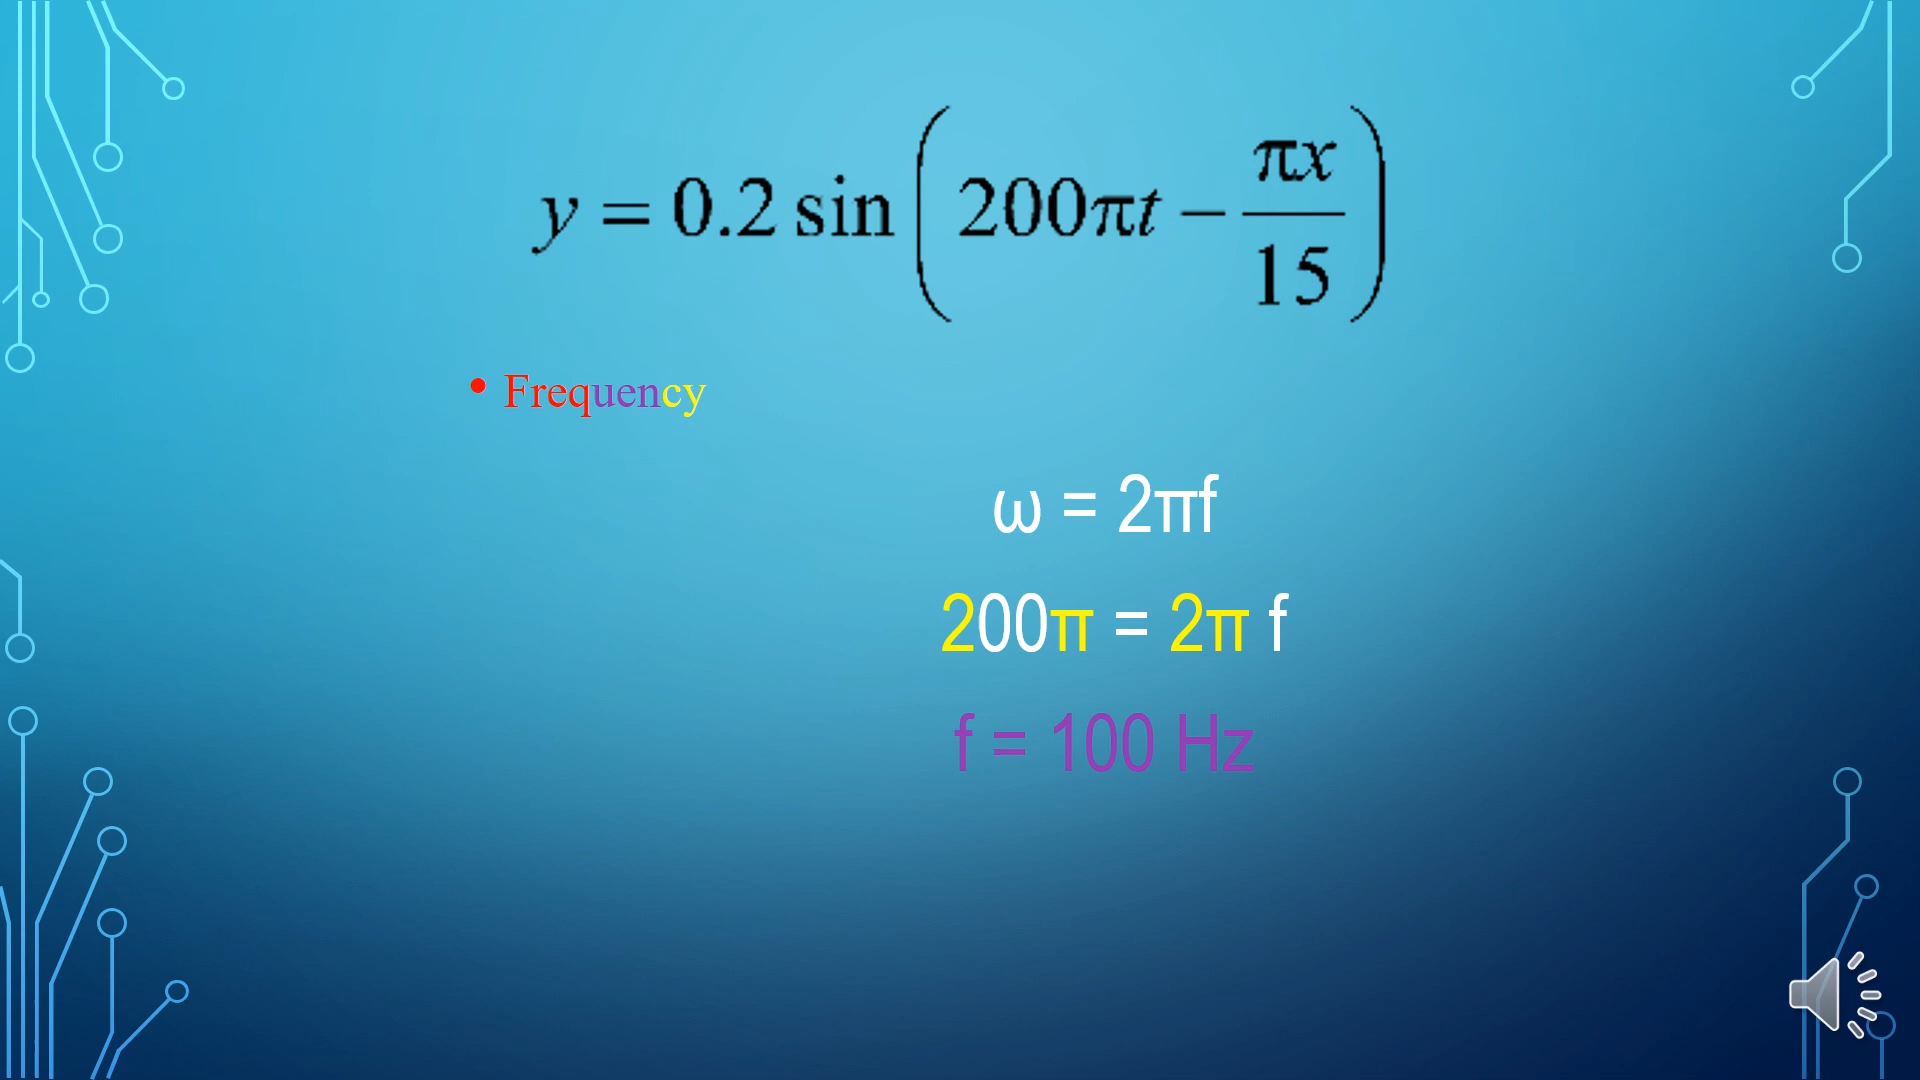 y = 0.2 sin(200πt − πx/15)
• Frequency
ω = 2πf
200π = 2π f
f = 100 Hz